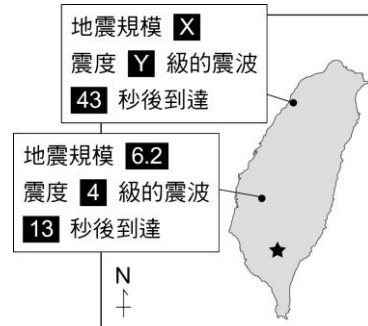 地震規模 X
震度 Y 級的震波
43 秒後到達
地震規模 6.2
震度 4 級的震波
13 秒後到達
N